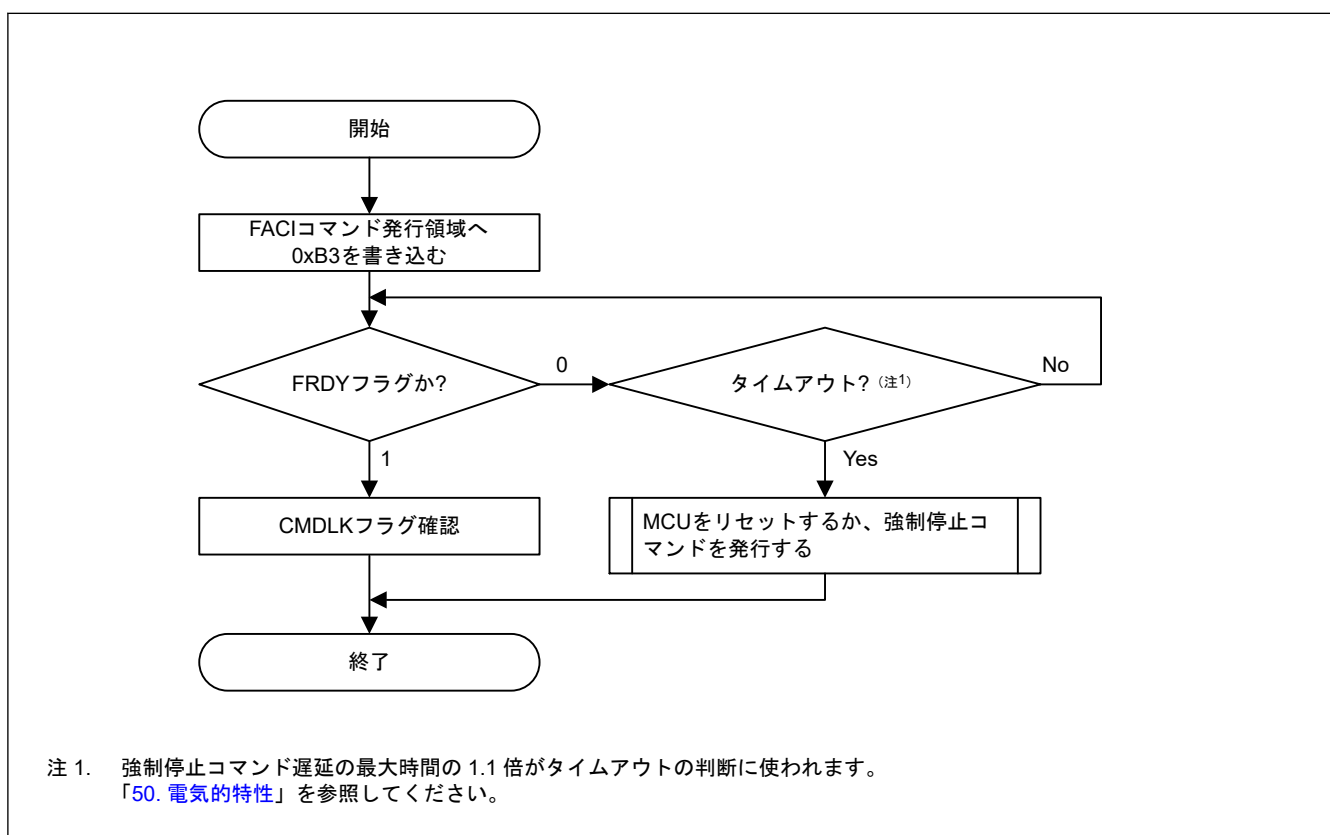 開始
FACIコマンド発行領域へ
0xB3を書き込む
FRDYフラグか?
0
タイムアウト? (注1)
No
1
Yes
CMDLKフラグ確認
MCUをリセットするか、強制停止コ
マンドを発行する
終了
注 1. 強制停止コマンド遅延の最大時間の 1.1 倍がタイムアウトの判断に使われます。
「50. 電気的特性」を参照してください。